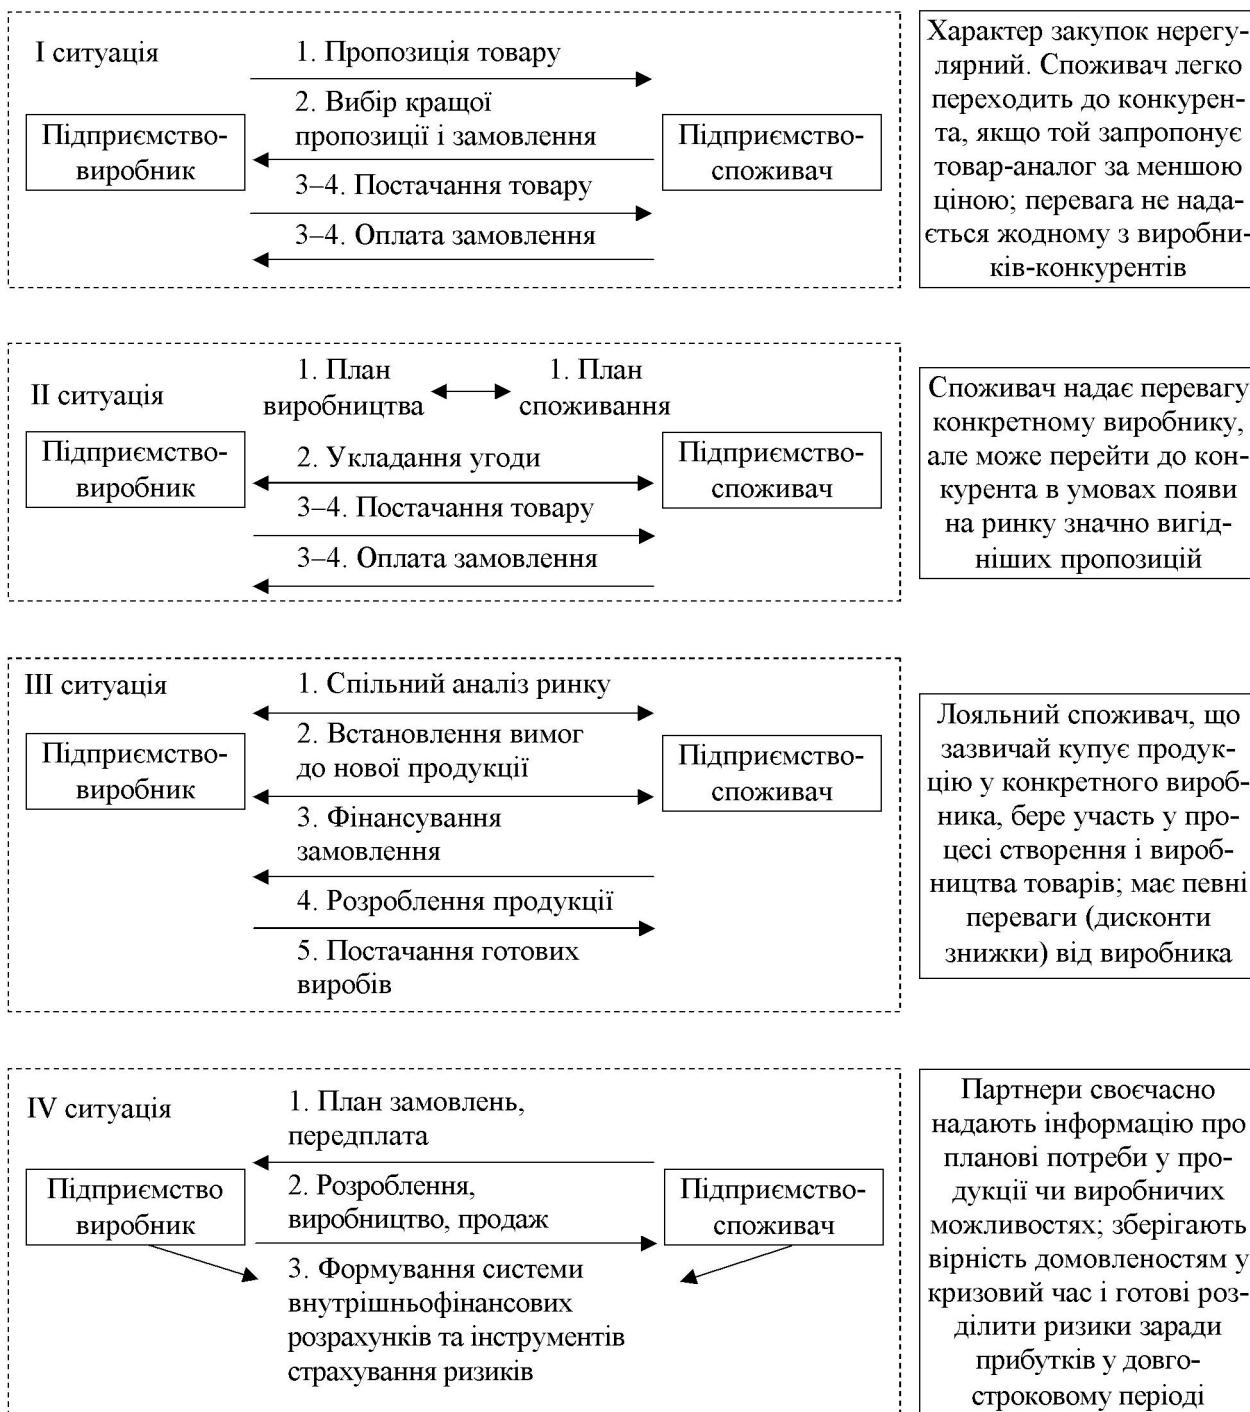 I ситуація
1. Пропозиція товару
2. Вибір кращої
пропозиції і замовлення
Підприємство-
виробник
Підприємство-
споживач
3–4. Постачання товару
3–4. Оплата замовлення
Характер закупок нерегу-
лярний. Споживач легко
переходить до конкурен-
та, якщо той запропонує
товар-аналог за меншою
ціною; перевага не нада-
ється жодному з виробни-
ків-конкурентів
II ситуація
1. План
виробництва
1. План
споживання
Підприємство-
виробник
2. Укладання угоди
Підприємство-
споживач
3–4. Постачання товару
3–4. Оплата замовлення
Споживач надає перевагу
конкретному виробнику,
але може перейти до кон-
курента в умовах появи
на ринку значно вигід-
ніших пропозицій
III ситуація
1. Спільний аналіз ринку
2. Встановлення вимог
до нової продукції
Підприємство-
виробник
Підприємство-
споживач
3. Фінансування
замовлення
4. Розроблення продукції
5. Постачання готових
виробів
Лояльний споживач, що
зазвичай купує продук-
цію у конкретного вироб-
ника, бере участь у про-
цесі створення і вироб-
ництва товарів; має певні
переваги (дисконти
знижки) від виробника
IV ситуація
1. План замовлень,
передплата
Підприємство
виробник
2. Розроблення,
виробництво, продаж
Підприємство-
споживач
3. Формування системи
внутрішньофінансових
розрахунків та інструментів
страхування ризиків
Партнери своєчасно
надають інформацію про
планові потреби у про-
дукції чи виробничих
можливостях; зберігають
вірність домовленостям у
кризовий час і готові роз-
ділити ризики заради
прибутків у довго-
строковому періоді